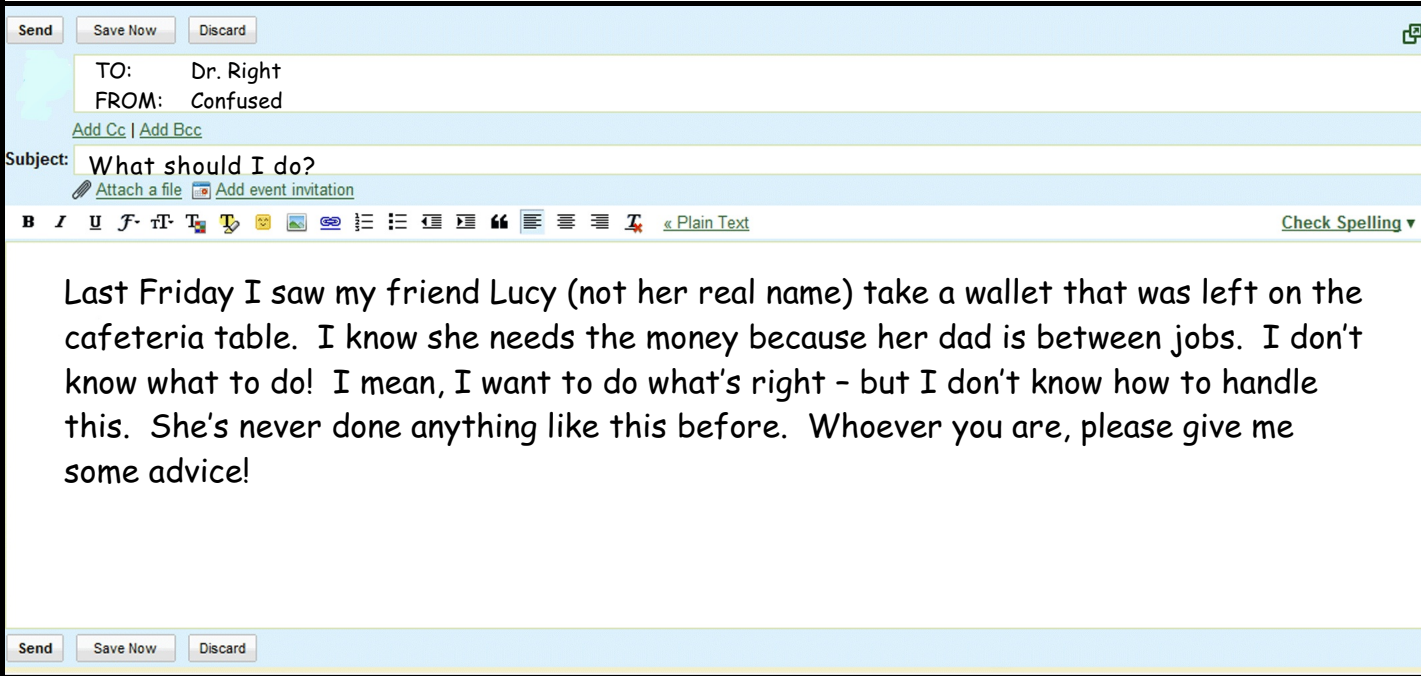 Send Save Now Discard
TO: Dr. Right
FROM: Confused
Add Cc | Add Bcc
Subject: What should I do?
Attach a file Add event invitation
B I U F TT T T « Plain Text Check Spelling ▾
Last Friday I saw my friend Lucy (not her real name) take a wallet that was left on the
cafeteria table. I know she needs the money because her dad is between jobs. I don't
know what to do! I mean, I want to do what's right – but I don't know how to handle
this. She's never done anything like this before. Whoever you are, please give me
some advice!
Send Save Now Discard